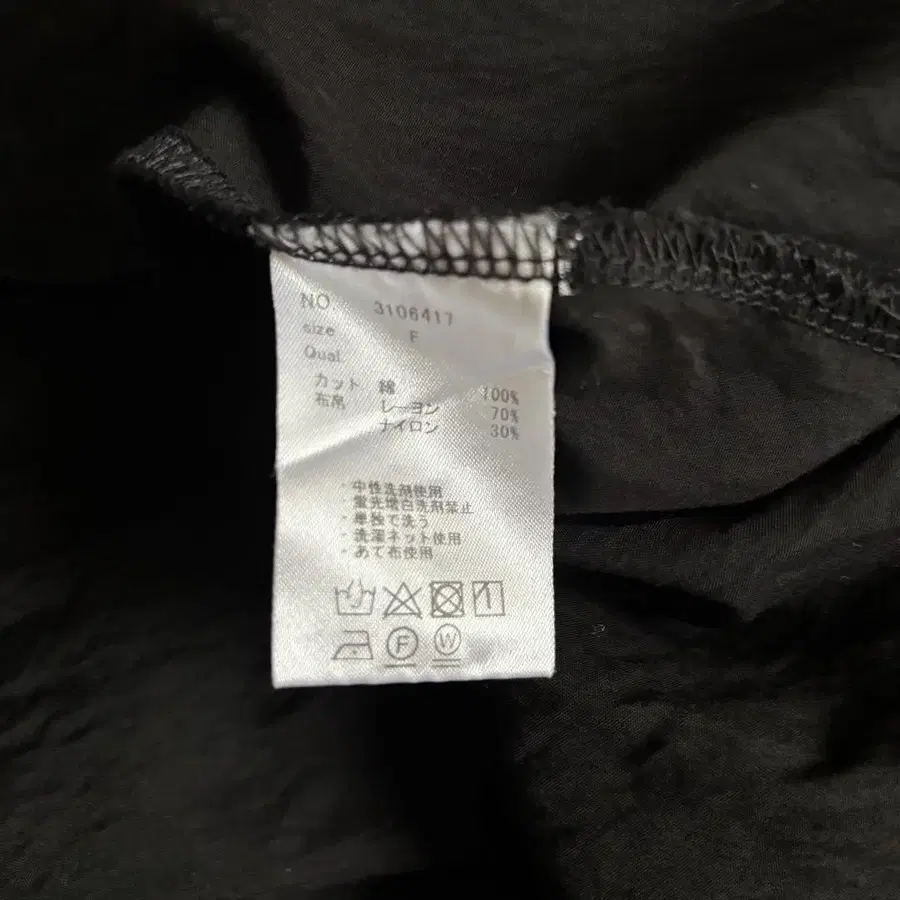 NO. 3106417
size F
Qual.
カット 綿 100%
布帛 レーヨン 70%
ナイロン 30%
・中性洗剤使用
・蛍光増白洗剤禁止
・単独で洗う
・洗濯ネット使用
・あて布使用
F W